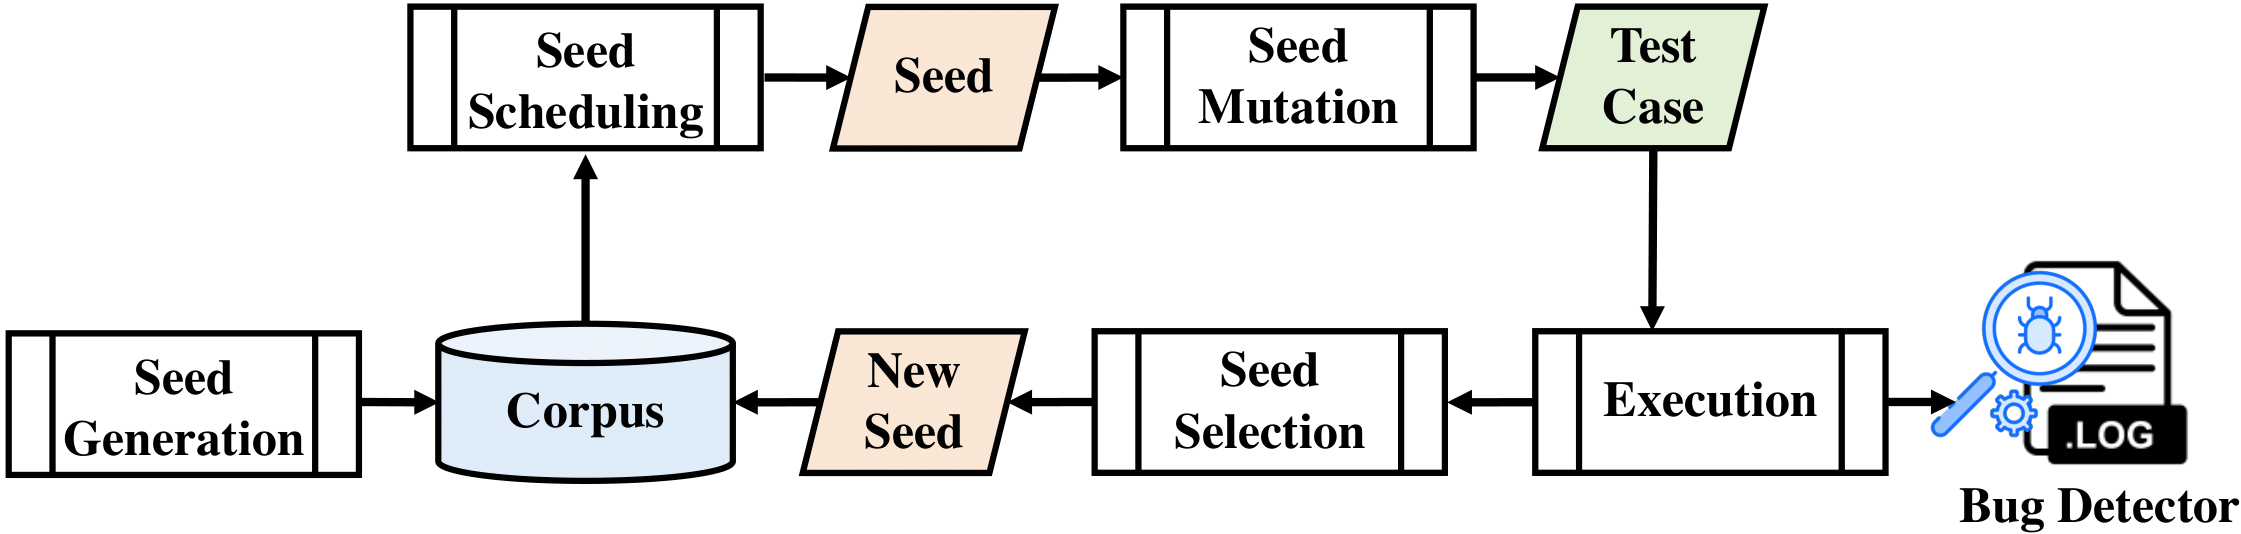 Seed
Scheduling
Seed
Seed
Mutation
Test
Case
Seed
Generation
Corpus
New
Seed
Seed
Selection
Execution
.LOG
Bug Detector